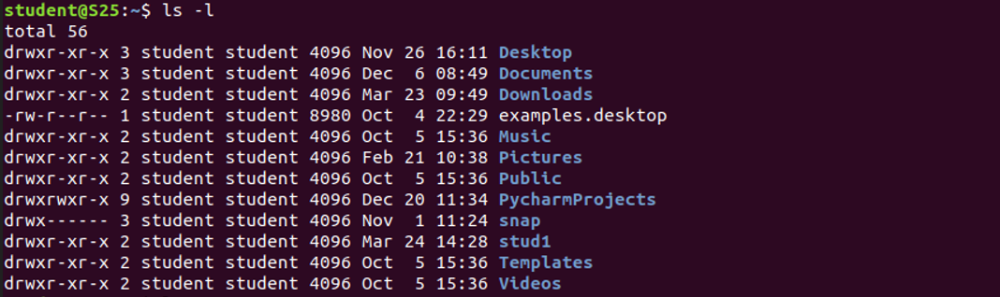 student@S25:~$ ls -l
total 56
drwxr-xr-x 3 student student 4096 Nov 26 16:11 Desktop
drwxr-xr-x 3 student student 4096 Dec  6 08:49 Documents
drwxr-xr-x 2 student student 4096 Mar 23 09:49 Downloads
-rw-r--r-- 1 student student 8980 Oct  4 22:29 examples.desktop
drwxr-xr-x 2 student student 4096 Oct  5 15:36 Music
drwxr-xr-x 2 student student 4096 Feb 21 10:38 Pictures
drwxr-xr-x 2 student student 4096 Oct  5 15:36 Public
drwxrwxr-x 9 student student 4096 Dec 20 11:34 PycharmProjects
drwx------ 3 student student 4096 Nov  1 11:24 snap
drwxr-xr-x 2 student student 4096 Mar 24 14:28 stud1
drwxr-xr-x 2 student student 4096 Oct  5 15:36 Templates
drwxr-xr-x 2 student student 4096 Oct  5 15:36 Videos